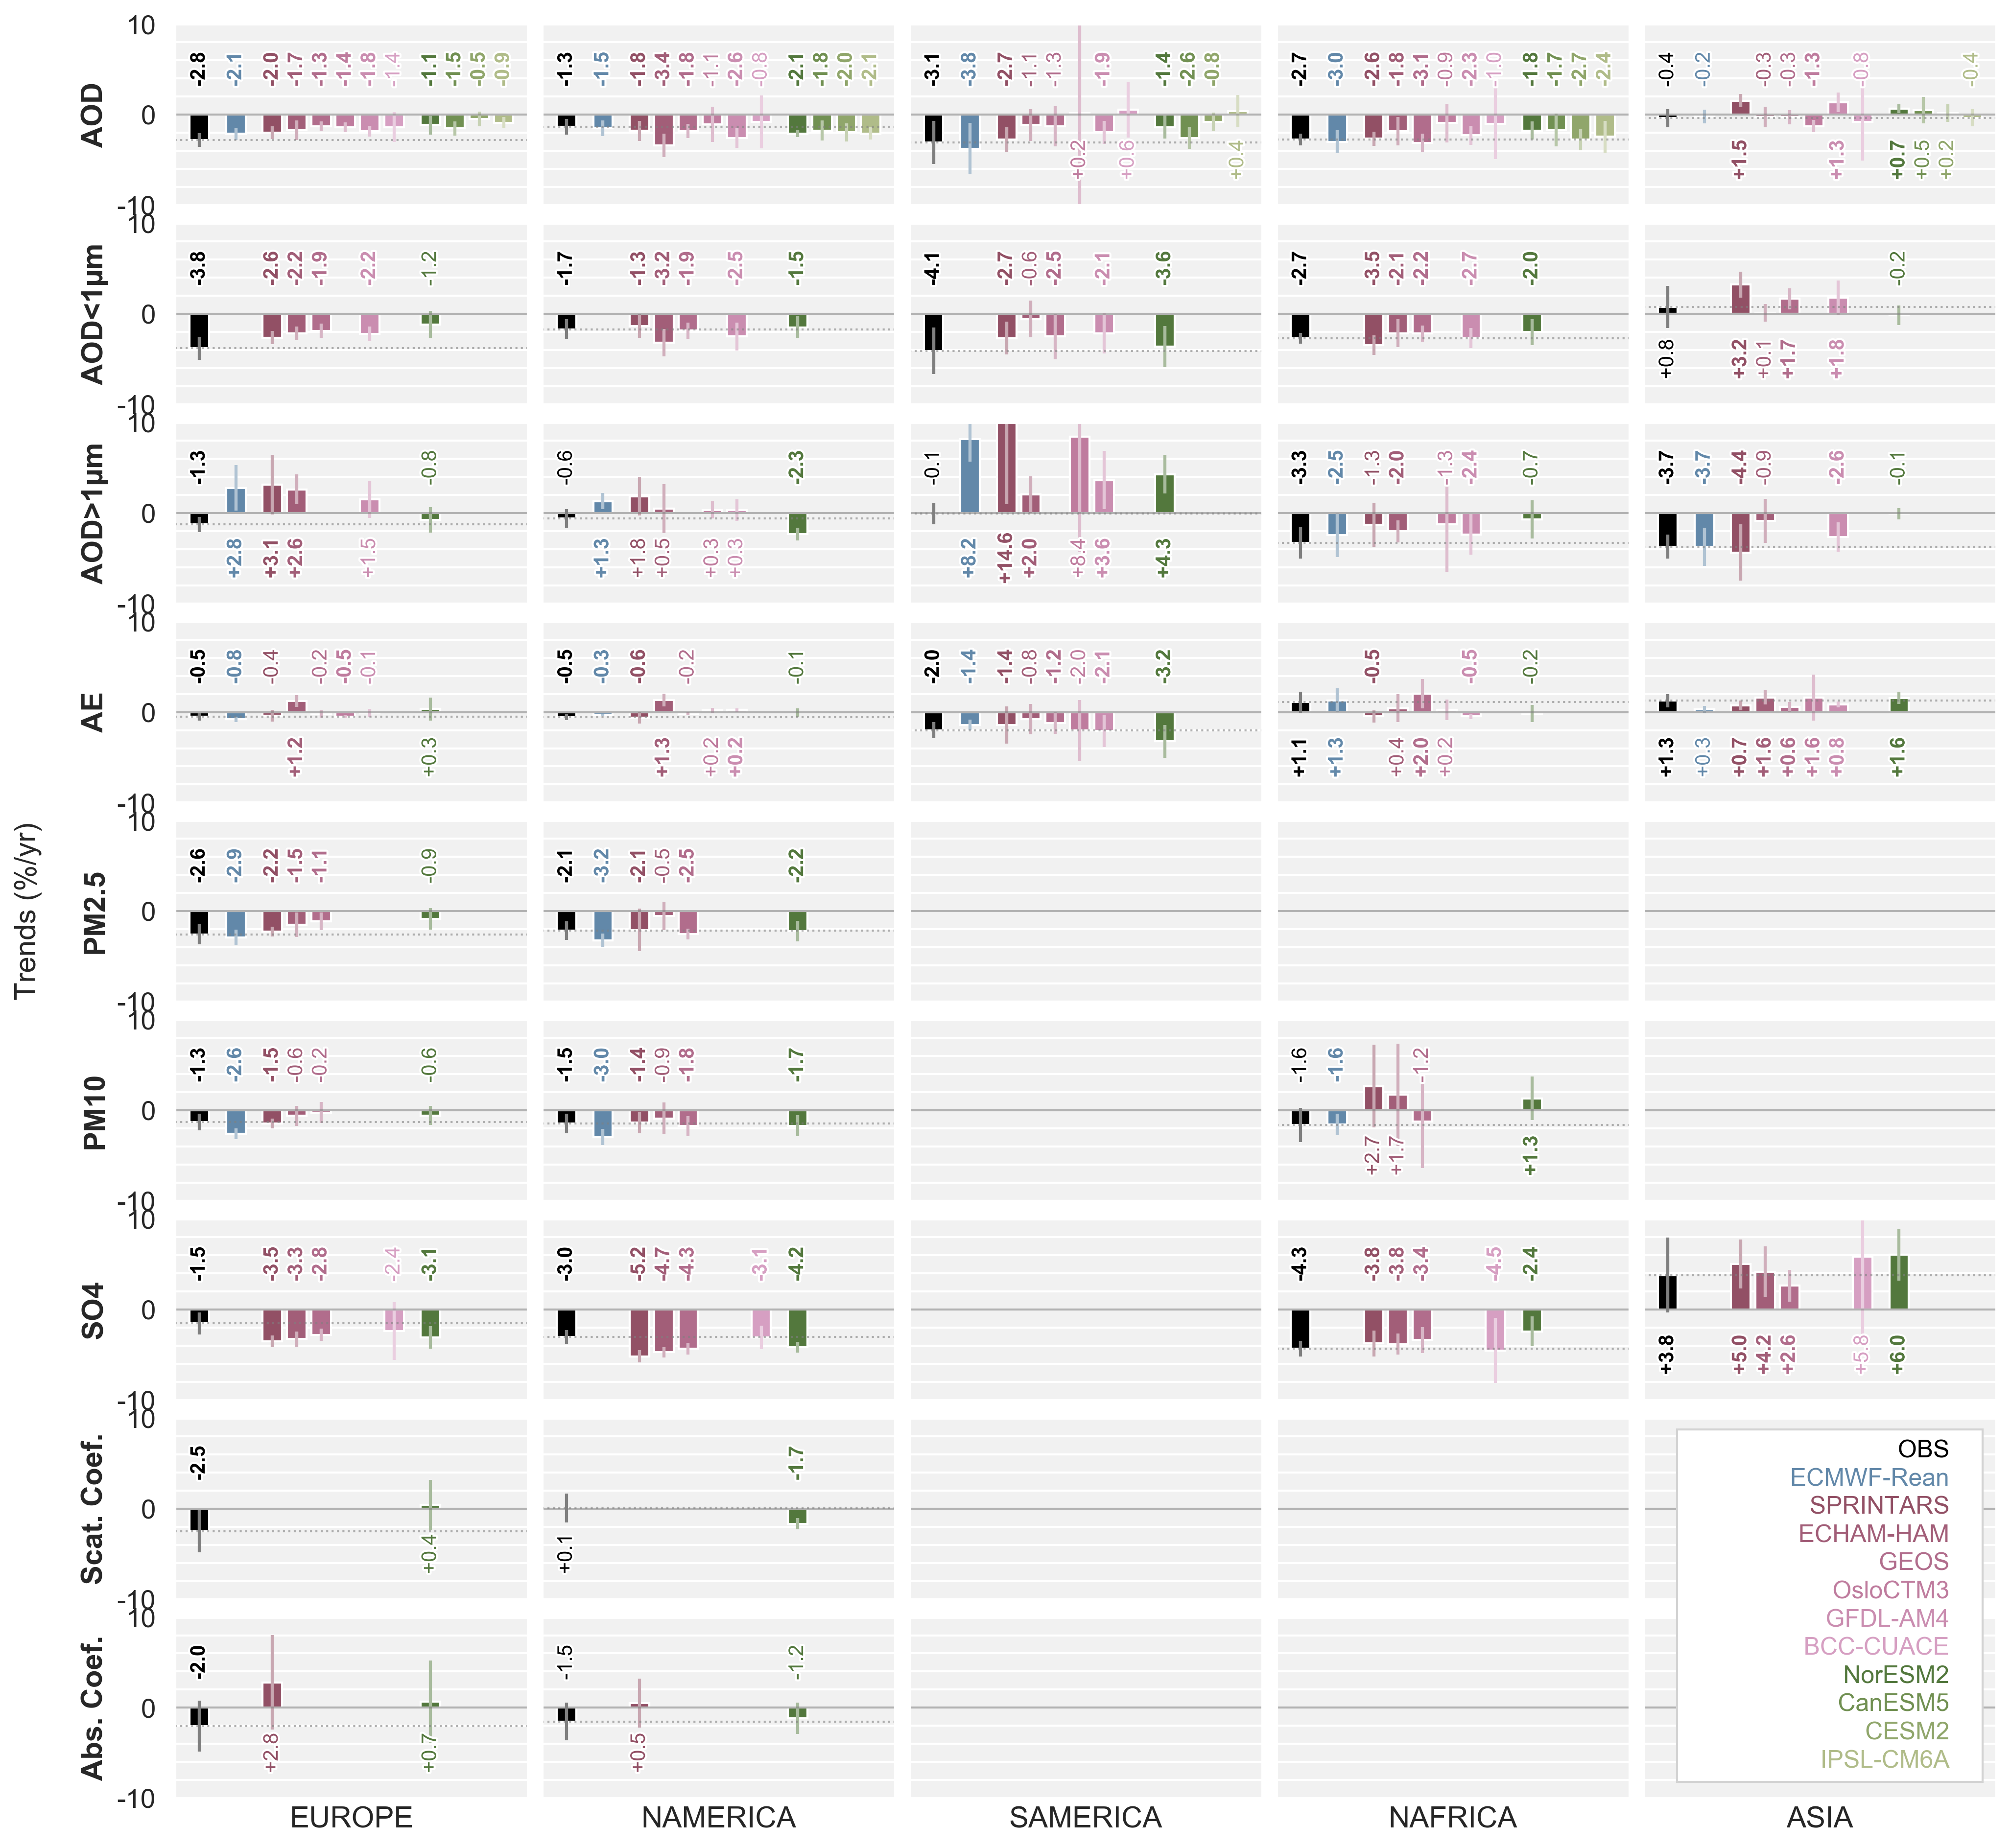 Trends (%/yr)
AOD
10
0
-10
-2.8 -2.1 -2.0 -1.7 -1.3 -1.4 -1.8 -1.4 -1.1 -1.5 -0.5 -0.9
-1.3 -1.5 -1.8 -3.4 -1.8 -1.1 -2.6 -0.8 -2.1 -1.8 -2.0 -2.1
-3.1 -3.8 -2.7 -1.1 -1.3 -1.9 -1.4 -2.6 -0.8
+0.2 +0.6 +0.4
-2.7 -3.0 -2.6 -1.8 -3.1 -0.9 -2.3 -1.0 -1.8 -1.7 -2.7 -2.4
-0.4 -0.2 -0.3 -0.3 -1.3 -0.8 -0.4
+1.5 +1.3 +0.7 +0.5 +0.2
AOD<1μm
10
0
-10
-3.8 -2.6 -2.2 -1.9 -2.2 -1.2
-1.7 -1.3 -3.2 -1.9 -2.5 -1.5
-4.1 -2.7 -0.6 -2.5 -2.1 -3.6
-2.7 -3.5 -2.1 -2.2 -2.7 -2.0
-0.2
+0.8 +3.2 +0.1 +1.7 +1.8
AOD>1μm
10
0
-10
-1.3 -0.8
+2.8 +3.1 +2.6 +1.5
-0.6 -2.3
+1.3 +1.8 +0.5 +0.3 +0.3
-0.1
+8.2 +14.6 +2.0 +8.4 +3.6 +4.3
-3.3 -2.5 -1.3 -2.0 -1.3 -2.4 -0.7
-3.7 -3.7 -4.4 -0.9 -2.6 -0.1
AE
10
0
-10
-0.5 -0.8 -0.4 -0.2 -0.5 -0.1
+1.2 +0.3
-0.5 -0.3 -0.6 -0.2 -0.1
+1.3 +0.2 +0.2
-2.0 -1.4 -1.4 -0.8 -1.2 -2.0 -2.1 -3.2
-0.5 -0.5 -0.2
+1.1 +1.3 +0.4 +2.0 +0.2
+1.3 +0.3 +0.7 +1.6 +0.6 +1.6 +0.8 +1.6
PM2.5
10
0
-10
-2.6 -2.9 -2.2 -1.5 -1.1 -0.9
-2.1 -3.2 -2.1 -0.5 -2.5 -2.2
PM10
10
0
-10
-1.3 -2.6 -1.5 -0.6 -0.2 -0.6
-1.5 -3.0 -1.4 -0.9 -1.8 -1.7
-1.6 -1.6 -1.2
+2.7 +1.7 +1.3
SO4
10
0
-10
-1.5 -3.5 -3.3 -2.8 -2.4 -3.1
-3.0 -5.2 -4.7 -4.3 -3.1 -4.2
-4.3 -3.8 -3.8 -3.4 -4.5 -2.4
+3.8 +5.0 +4.2 +2.6 +5.8 +6.0
Scat. Coef.
10
0
-10
-2.5
+0.4
-1.7
+0.1
Abs. Coef.
10
0
-10
-2.0
+2.8 +0.7
-1.5 -1.2
+0.5
OBS
ECMWF-Rean
SPRINTARS
ECHAM-HAM
GEOS
OsloCTM3
GFDL-AM4
BCC-CUACE
NorESM2
CanESM5
CESM2
IPSL-CM6A
EUROPE
NAMERICA
SAMERICA
NAFRICA
ASIA